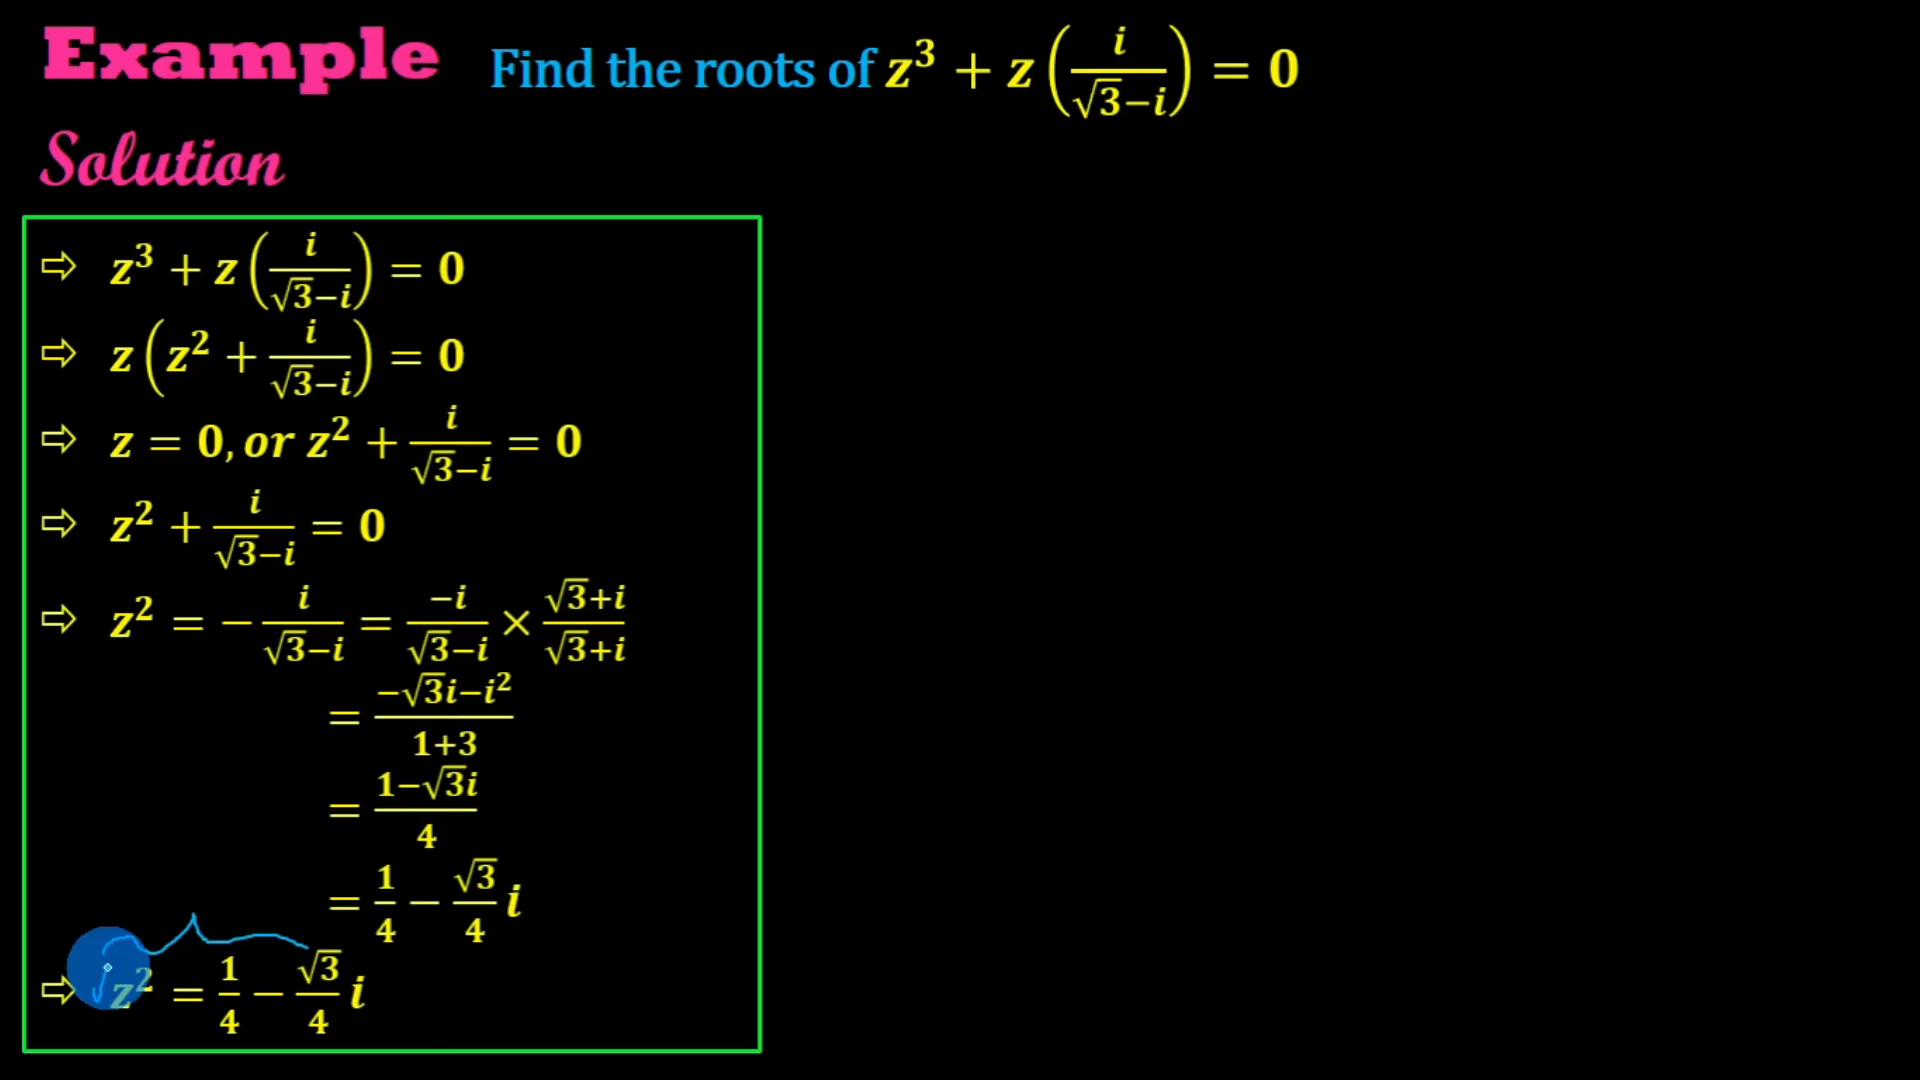 Example Find the roots of z³ + z (i/(√3−i)) = 0
Solution
⇨ z³ + z (i/(√3−i)) = 0
⇨ z (z² + i/(√3−i)) = 0
⇨ z = 0, or z² + i/(√3−i) = 0
⇨ z² + i/(√3−i) = 0
⇨ z² = − i/(√3−i) = −i/(√3−i) × (√3+i)/(√3+i)
= (−√3i−i²)/(1+3)
= (1−√3i)/4
= 1/4 − √3/4 i
⇨ z² = 1/4 − √3/4 i